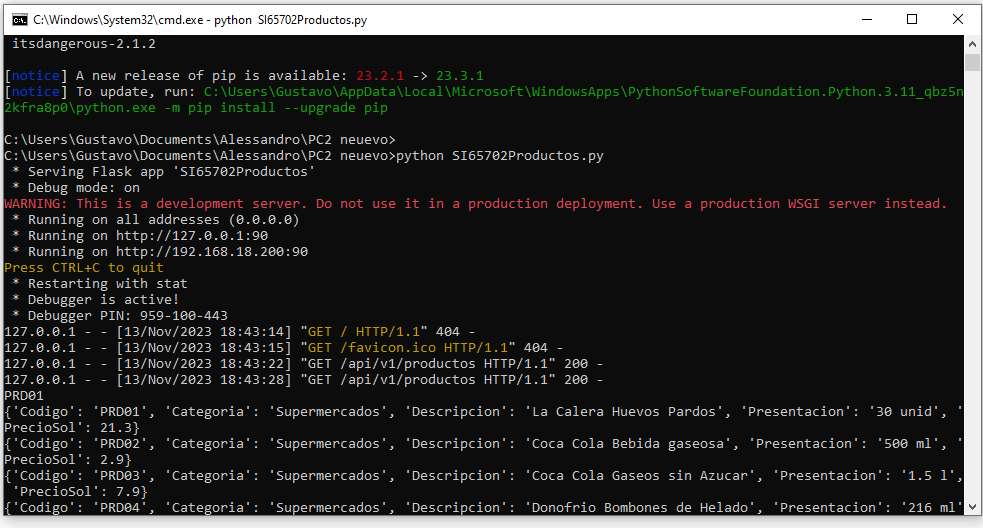 C:\Windows\System32\cmd.exe - python  SI65702Productos.py
itsdangerous-2.1.2
[notice] A new release of pip is available: 23.2.1 -> 23.3.1
[notice] To update, run: C:\Users\Gustavo\AppData\Local\Microsoft\WindowsApps\PythonSoftwareFoundation.Python.3.11_qbz5n
2kfra8p0\python.exe -m pip install --upgrade pip
C:\Users\Gustavo\Documents\Alessandro\PC2 neuevo>
C:\Users\Gustavo\Documents\Alessandro\PC2 neuevo>python SI65702Productos.py
 * Serving Flask app 'SI65702Productos'
 * Debug mode: on
WARNING: This is a development server. Do not use it in a production deployment. Use a production WSGI server instead.
 * Running on all addresses (0.0.0.0)
 * Running on http://127.0.0.1:90
 * Running on http://192.168.18.200:90
Press CTRL+C to quit
 * Restarting with stat
 * Debugger is active!
 * Debugger PIN: 959-100-443
127.0.0.1 - - [13/Nov/2023 18:43:14] "GET / HTTP/1.1" 404 -
127.0.0.1 - - [13/Nov/2023 18:43:15] "GET /favicon.ico HTTP/1.1" 404 -
127.0.0.1 - - [13/Nov/2023 18:43:22] "GET /api/v1/productos HTTP/1.1" 200 -
127.0.0.1 - - [13/Nov/2023 18:43:28] "GET /api/v1/productos HTTP/1.1" 200 -
PRD01
{'Codigo': 'PRD01', 'Categoria': 'Supermercados', 'Descripcion': 'La Calera Huevos Pardos', 'Presentacion': '30 unid', '
PrecioSol': 21.3}
{'Codigo': 'PRD02', 'Categoria': 'Supermercados', 'Descripcion': 'Coca Cola Bebida gaseosa', 'Presentacion': '500 ml', '
PrecioSol': 2.9}
{'Codigo': 'PRD03', 'Categoria': 'Supermercados', 'Descripcion': 'Coca Cola Gaseos sin Azucar', 'Presentacion': '1.5 l',
 'PrecioSol': 7.9}
{'Codigo': 'PRD04', 'Categoria': 'Supermercados', 'Descripcion': 'Donofrio Bombones de Helado', 'Presentacion': '216 ml'